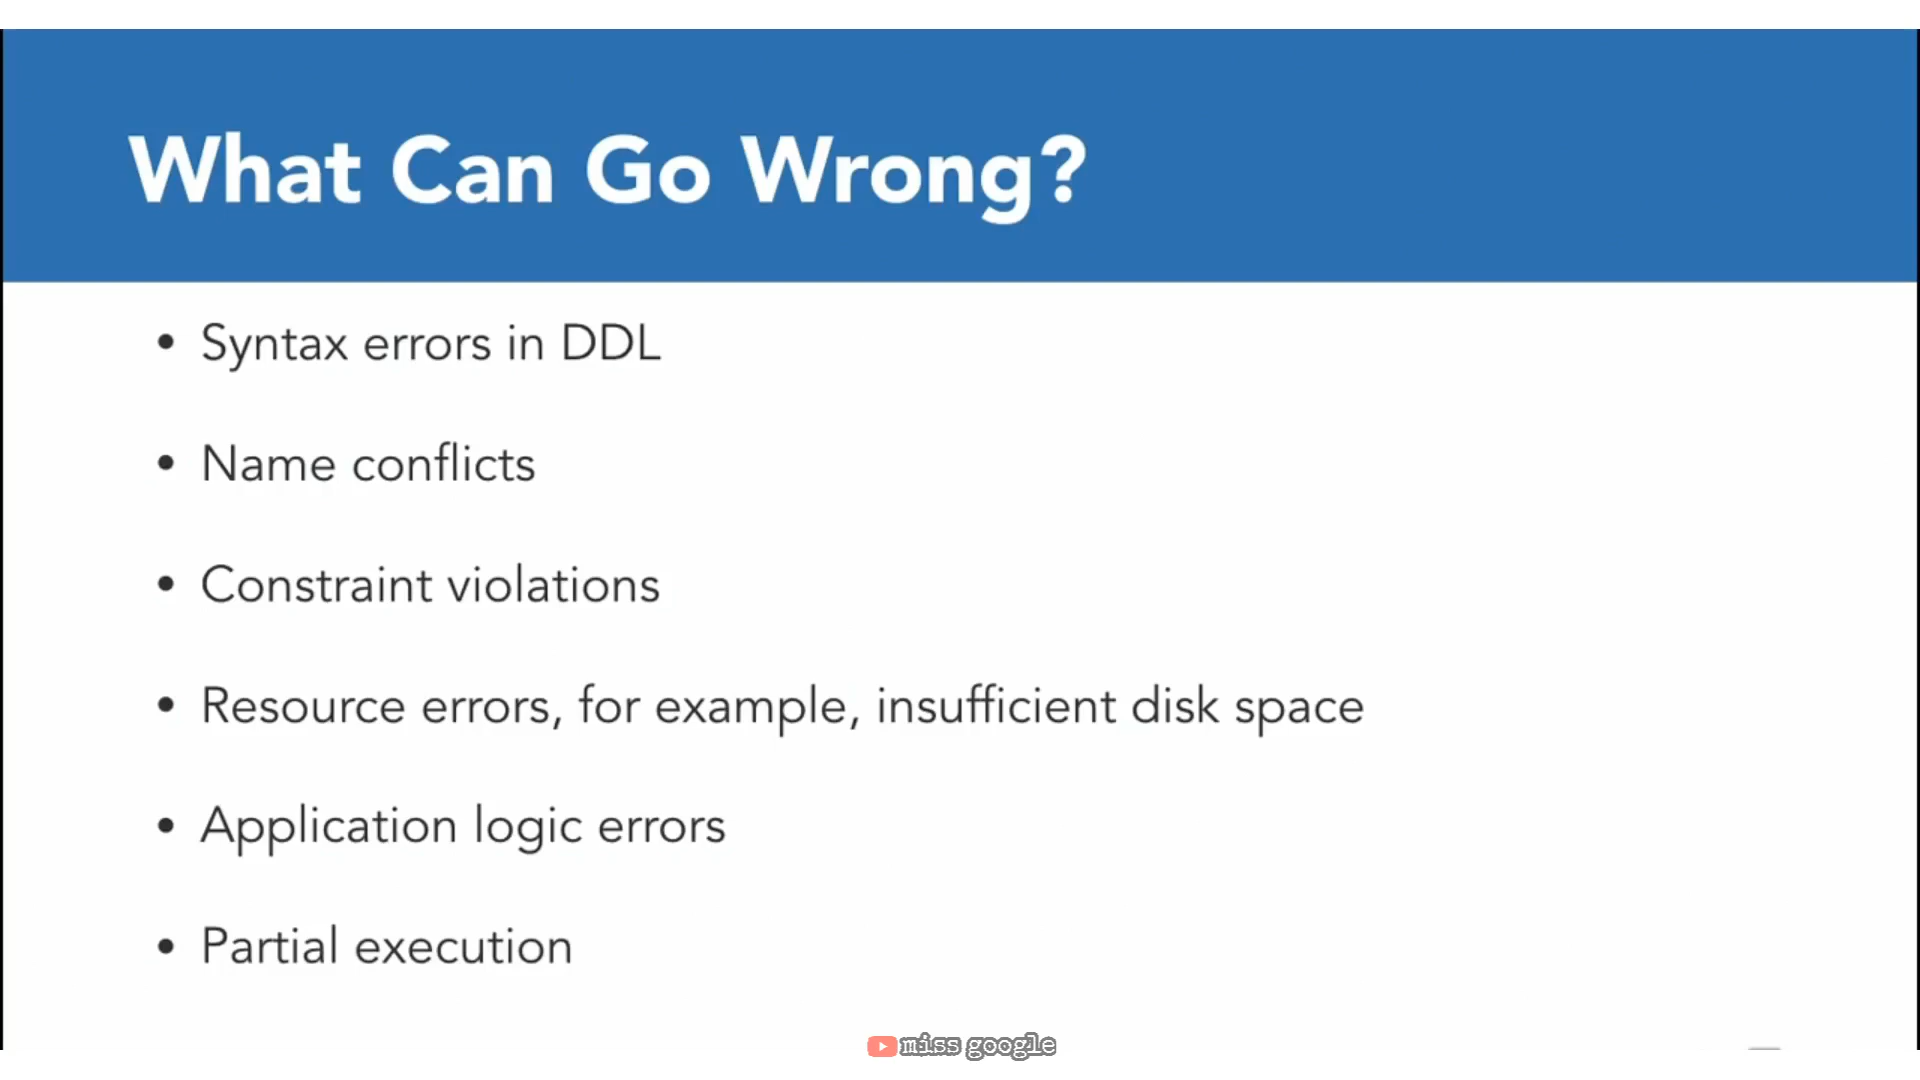 What Can Go Wrong?
• Syntax errors in DDL
• Name conflicts
• Constraint violations
• Resource errors, for example, insufficient disk space
• Application logic errors
• Partial execution
miss google